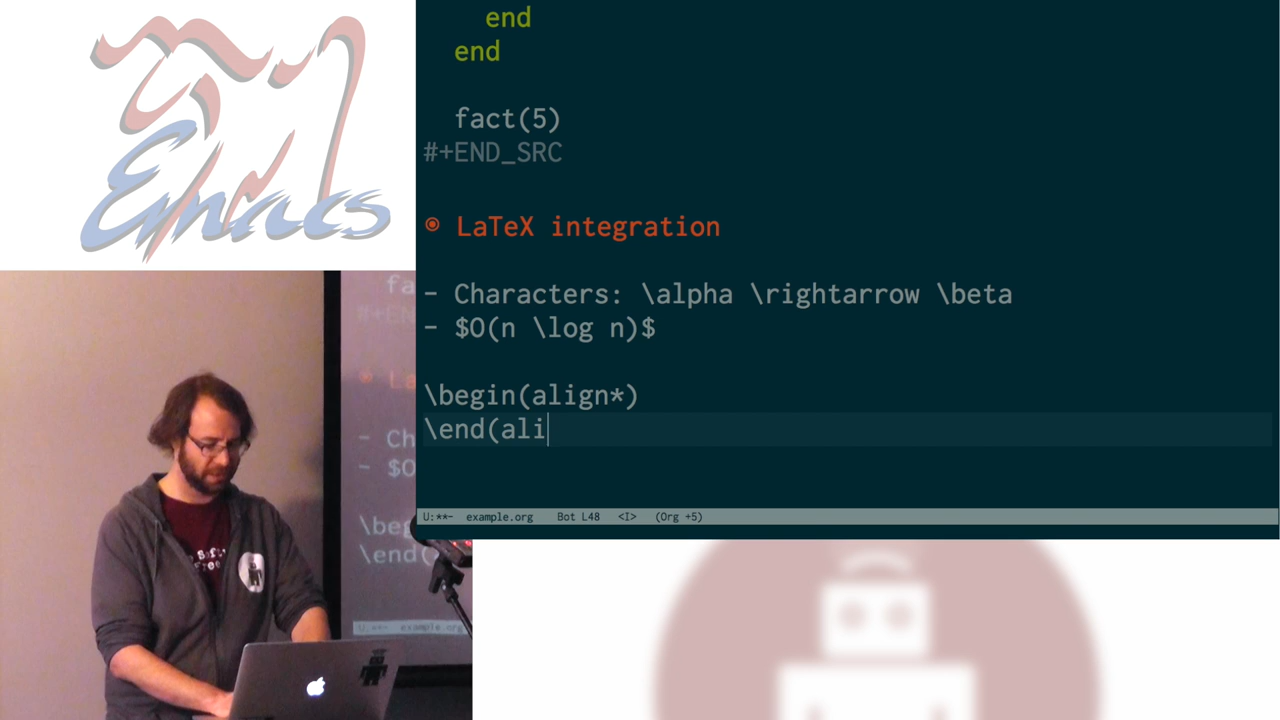 Emacs
end
end
fact(5)
#+END_SRC
LaTeX integration
- Characters: \alpha \rightarrow \beta
- $O(n \log n)$
\begin(align*)
\end(ali
U:**- example.org Bot L48 <I> (Org +5)